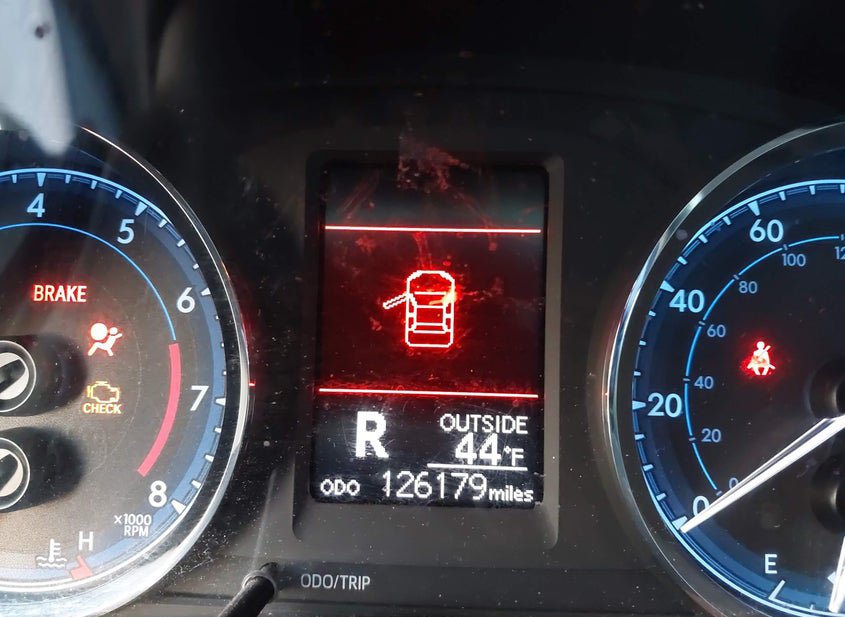 4
5
6
7
8
BRAKE
CHECK
x1000
RPM
H
R
OUTSIDE
44°F
ODO 126179 miles
ODO/TRIP
60
40
20
0
100
80
60
40
20
0
E